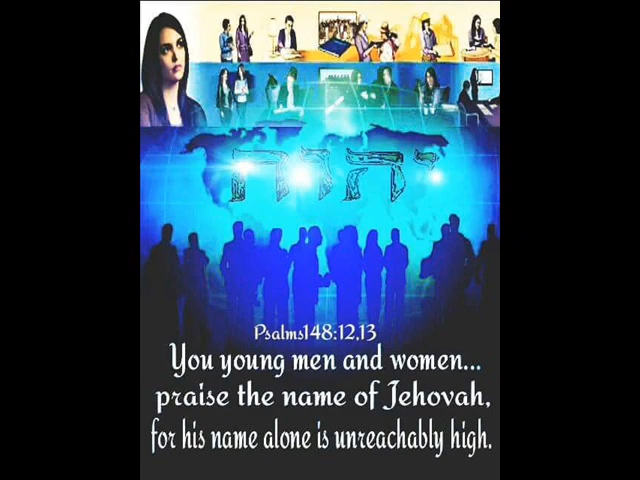 יהוה
Psalms148:12,13
You young men and women...
praise the name of Jehovah,
for his name alone is unreachably high.